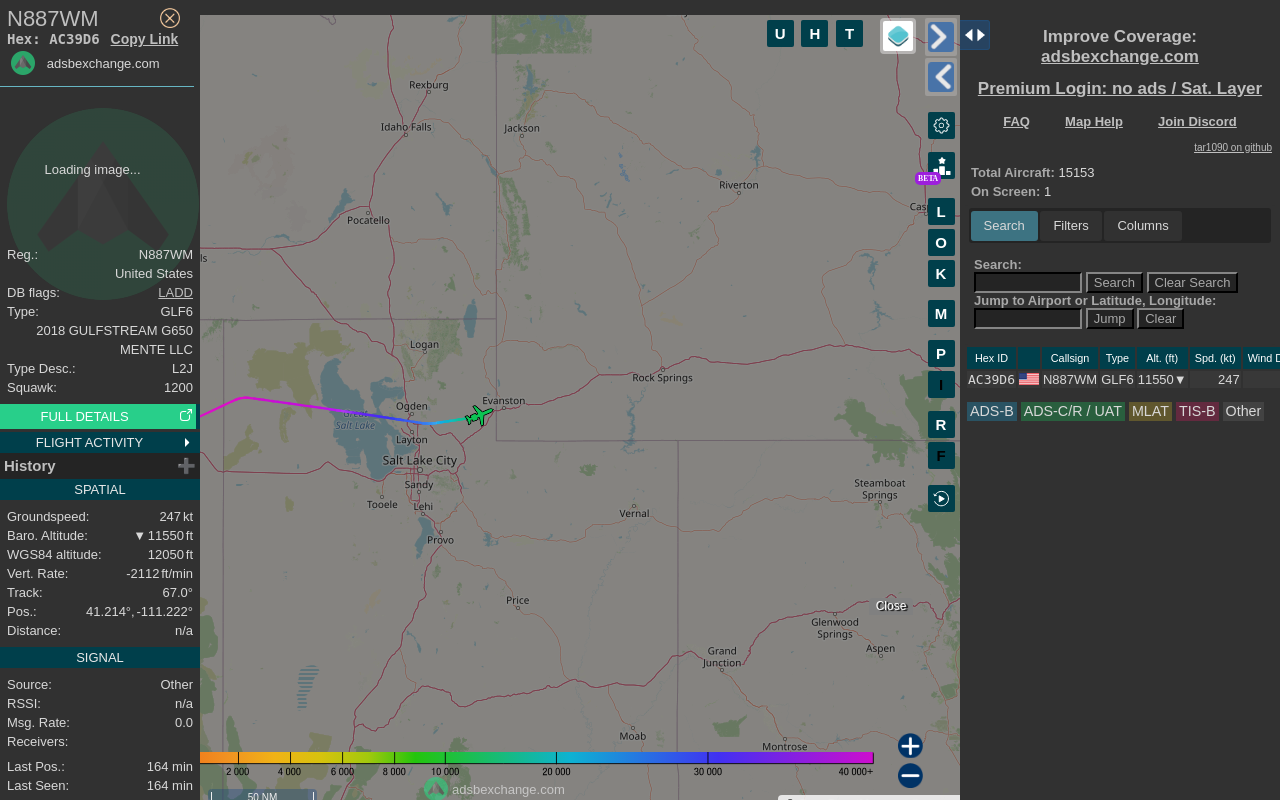 N887WM
Hex: AC39D6 Copy Link
adsbexchange.com
Loading image...
Reg.: N887WM
United States
DB flags: LADD
Type: GLF6
2018 GULFSTREAM G650
MENTE LLC
Type Desc.: L2J
Squawk: 1200
FULL DETAILS
FLIGHT ACTIVITY
History
SPATIAL
Groundspeed: 247 kt
Baro. Altitude: ▼ 11550 ft
WGS84 altitude: 12050 ft
Vert. Rate: -2112 ft/min
Track: 67.0°
Pos.: 41.214°, -111.222°
Distance: n/a
SIGNAL
Source: Other
RSSI: n/a
Msg. Rate: 0.0
Receivers:
Last Pos.: 164 min
Last Seen: 164 min
U H T
Rexburg
Idaho Falls
Jackson
Riverton
BETA
Pocatello
L
O
K
M
P
I
R
F
Logan
Rock Springs
Evanston
Ogden
Great
Salt Lake
Layton
Salt Lake City
Sandy
Tooele
Lehi
Provo
Vernal
Steamboat
Springs
Price
Close
Glenwood
Springs
Aspen
Grand
Junction
Moab
Montrose
2 000 4 000 6 000 8 000 10 000 20 000 30 000 40 000+
adsbexchange.com
50 NM
Improve Coverage:
adsbexchange.com
Premium Login: no ads / Sat. Layer
FAQ Map Help Join Discord
tar1090 on github
Total Aircraft: 15153
On Screen: 1
Search Filters Columns
Search:
Search Clear Search
Jump to Airport or Latitude, Longitude:
Jump Clear
Hex ID Callsign Type Alt. (ft) Spd. (kt) Wind D
AC39D6 N887WM GLF6 11550▼ 247
ADS-B ADS-C/R / UAT MLAT TIS-B Other